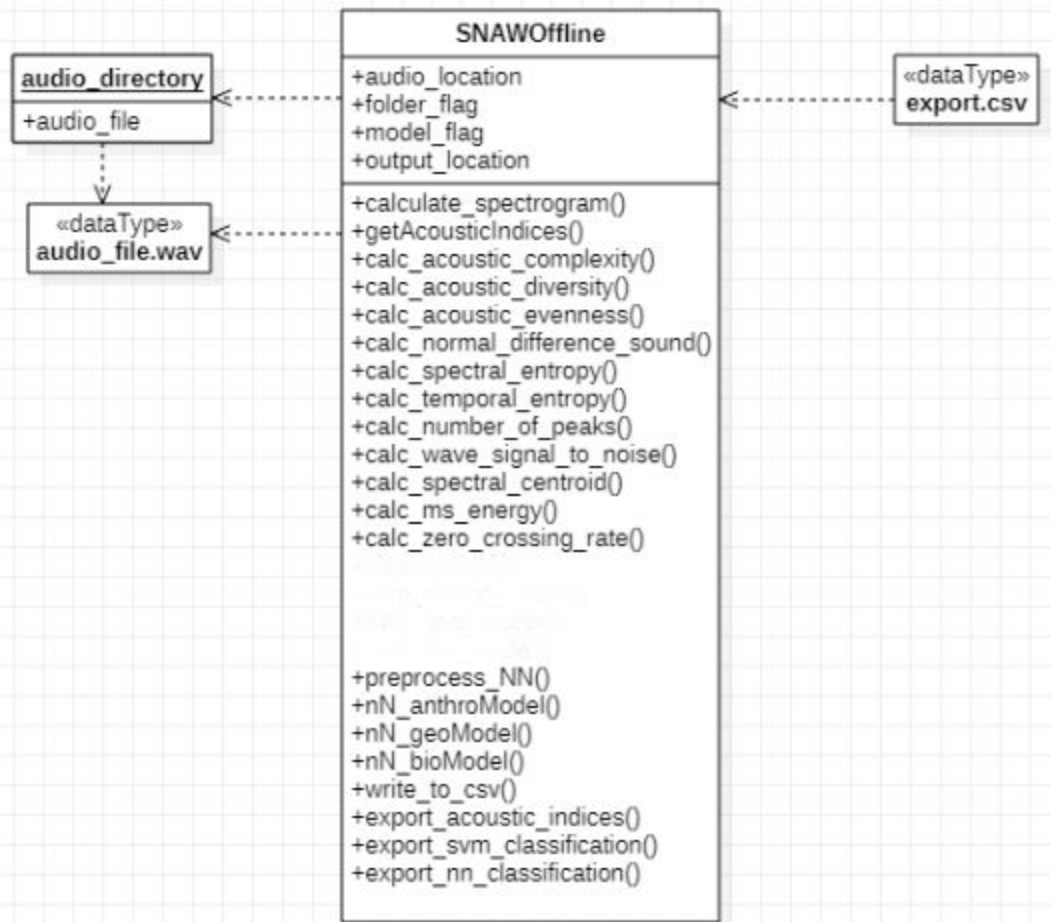 audio_directory
+audio_file
«dataType»
audio_file.wav
SNAWOffline
+audio_location
+folder_flag
+model_flag
+output_location
+calculate_spectrogram()
+getAcousticIndices()
+calc_acoustic_complexity()
+calc_acoustic_diversity()
+calc_acoustic_evenness()
+calc_normal_difference_sound()
+calc_spectral_entropy()
+calc_temporal_entropy()
+calc_number_of_peaks()
+calc_wave_signal_to_noise()
+calc_spectral_centroid()
+calc_ms_energy()
+calc_zero_crossing_rate()
+preprocess_NN()
+nN_anthroModel()
+nN_geoModel()
+nN_bioModel()
+write_to_csv()
+export_acoustic_indices()
+export_svm_classification()
+export_nn_classification()
«dataType»
export.csv